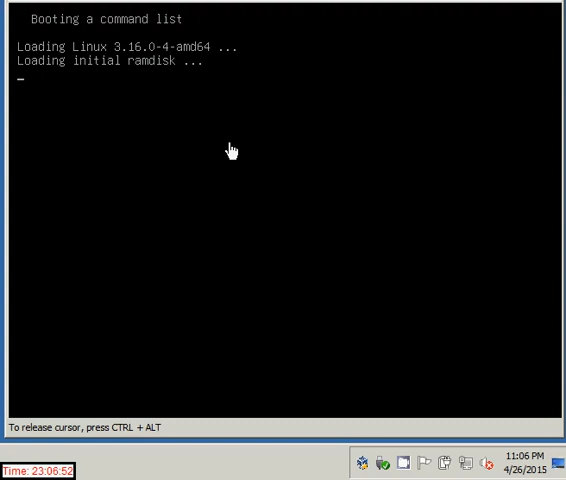 Booting a command list
Loading Linux 3.16.0-4-amd64 ...
Loading initial ramdisk ...
To release cursor, press CTRL + ALT
11:06 PM
4/26/2015
Time: 23:06:52